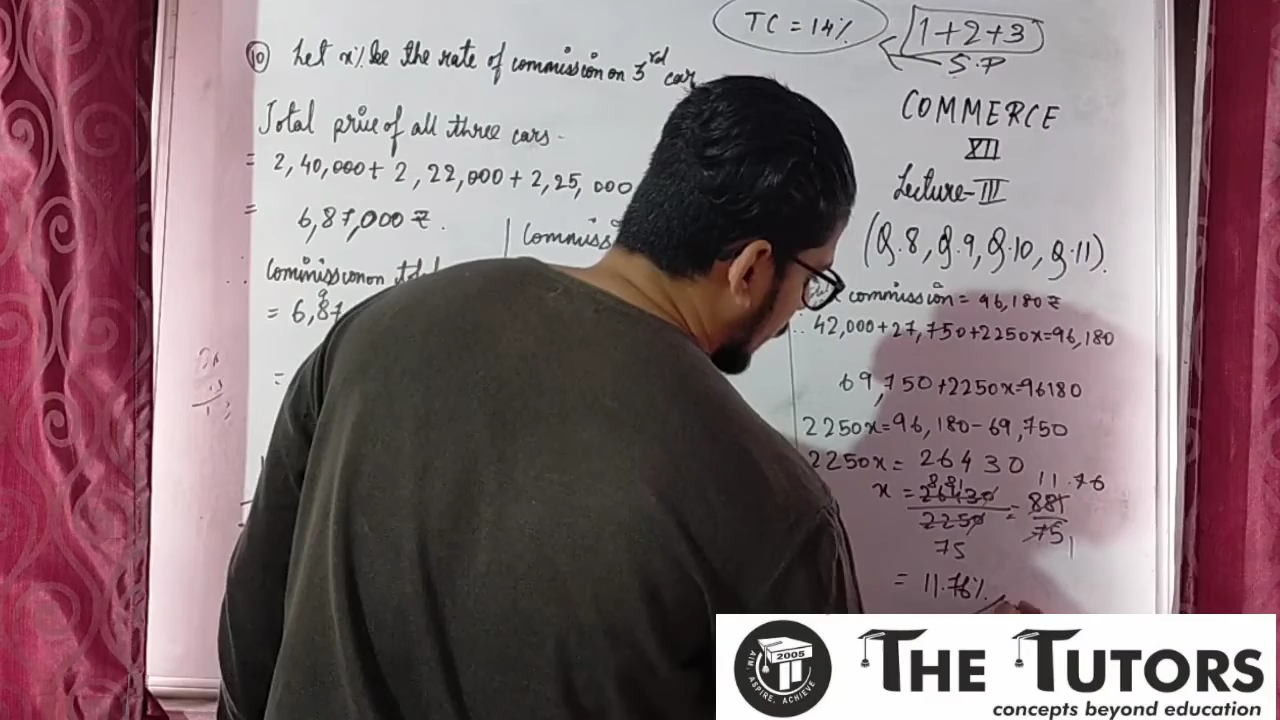 TC = 14%
1+2+3
S.P
COMMERCE
XII
Lecture-III
(Q.8, Q.9, Q.10, Q.11).
10 Let x% be the rate of commission on 3rd car
Total price of all three cars-
= 2,40,000+ 2,22,000 + 2,25,000
= 6,87,000 ₹.
Commission on
= 6,87
=
commission = 96,180 ₹
∴ 42,000+27,750+2250x=96,180
69,750+2250x=96180
2250x=96,180-69,750
2250x= 26430
x = 26430/2250 = 881/75
881
75
11.76
75 1
= 11.76%.
2005
AIM, ASPIRE, ACHIEVE
THE TUTORS
concepts beyond education